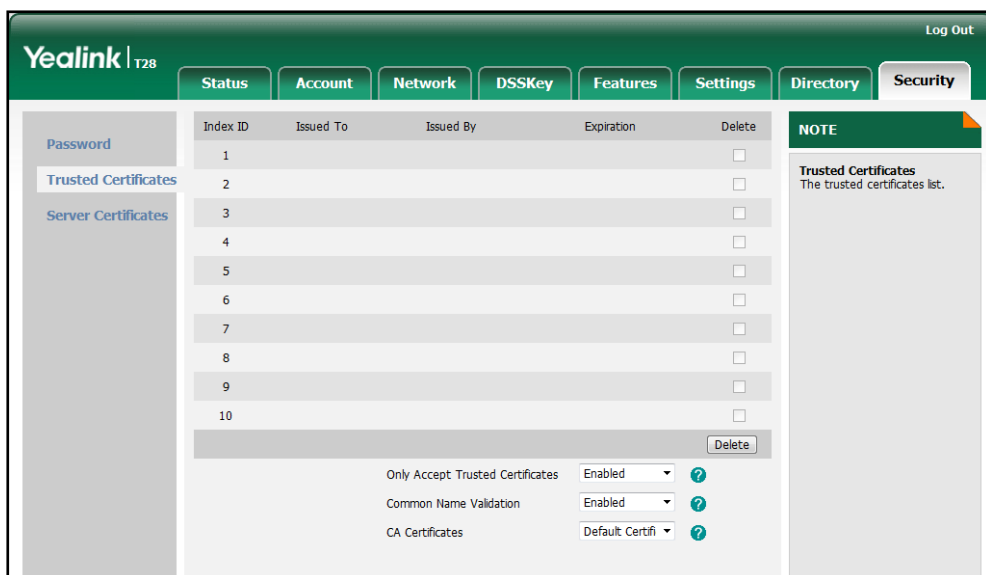 Log Out
Yealink T28
Status Account Network DSSKey Features Settings Directory Security
Password
Trusted Certificates
Server Certificates
Index ID Issued To Issued By Expiration Delete
1
2
3
4
5
6
7
8
9
10
Delete
Only Accept Trusted Certificates Enabled ?
Common Name Validation Enabled ?
CA Certificates Default Certifi ?
NOTE
Trusted Certificates
The trusted certificates list.